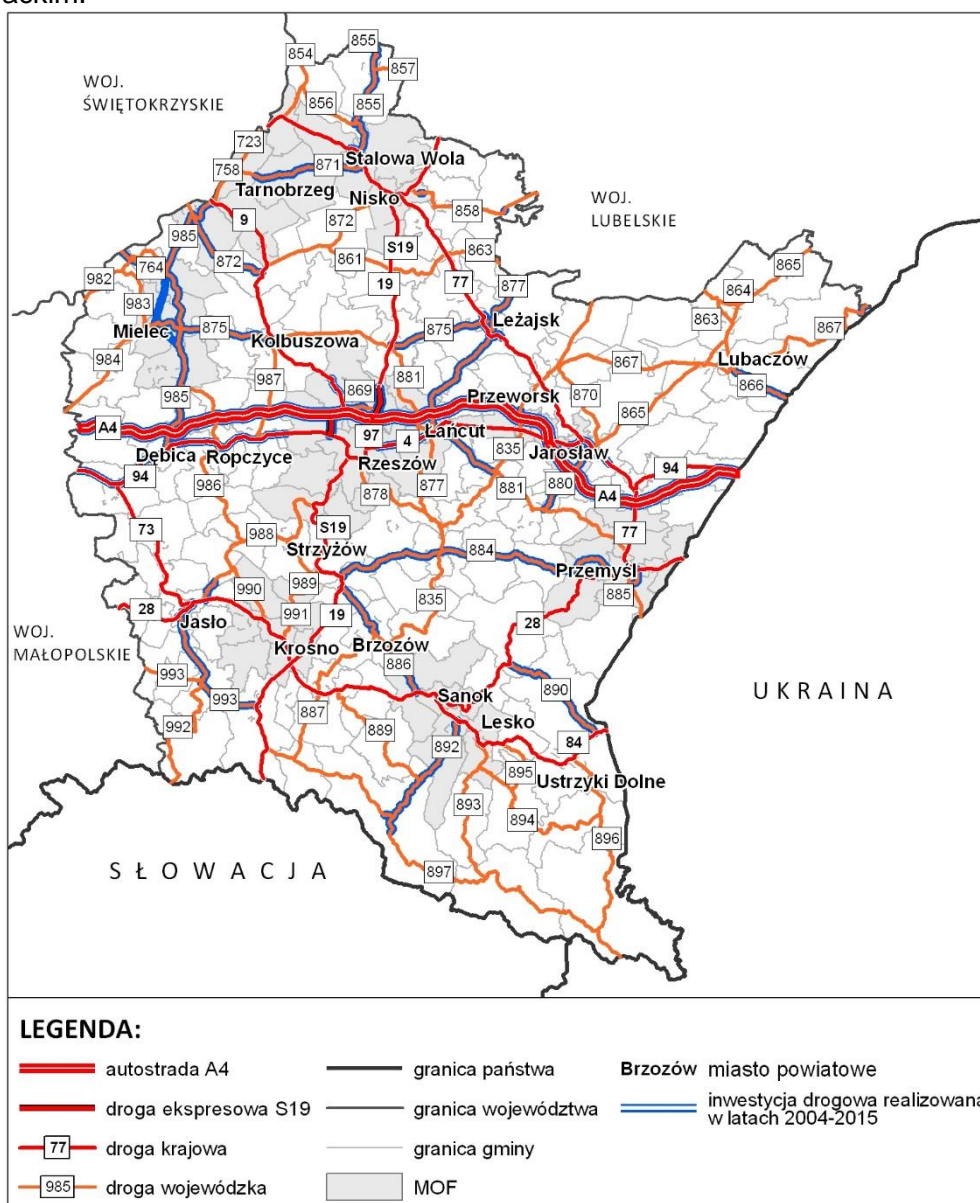 ackim.
855
854
857
WOJ.
ŚWIĘTOKRZYSKIE
856
855
723
871
Stalowa Wola
758
Tarnobrzeg
Nisko
WOJ.
LUBELSKIE
9
872
858
985
S19
872
861
863
865
982
764
19
77
877
864
983
863
867
Mielec
875
875
Leżajsk
Kolbuszowa
984
987
867
Lubaczów
869
881
866
985
Przeworsk
870
865
A4
97
4
Łańcut
Dębica
Ropczyce
Rzeszów
835
Jarosław
94
986
878
877
881
880
94
A4
73
S19
77
988
Strzyżów
884
Przemyśl
990
989
835
885
28
991
19
28
Jasło
WOJ.
MAŁOPOLSKIE
Krosno
Brzozów
886
993
UKRAINA
993
Sanok
890
992
887
Lesko
889
892
84
895
Ustrzyki Dolne
893
894
896
SŁOWACJA
897
LEGENDA:
autostrada A4
droga ekspresowa S19
77 droga krajowa
985 droga wojewódzka
granica państwa
granica województwa
granica gminy
MOF
Brzozów miasto powiatowe
inwestycja drogowa realizowana
w latach 2004-2015